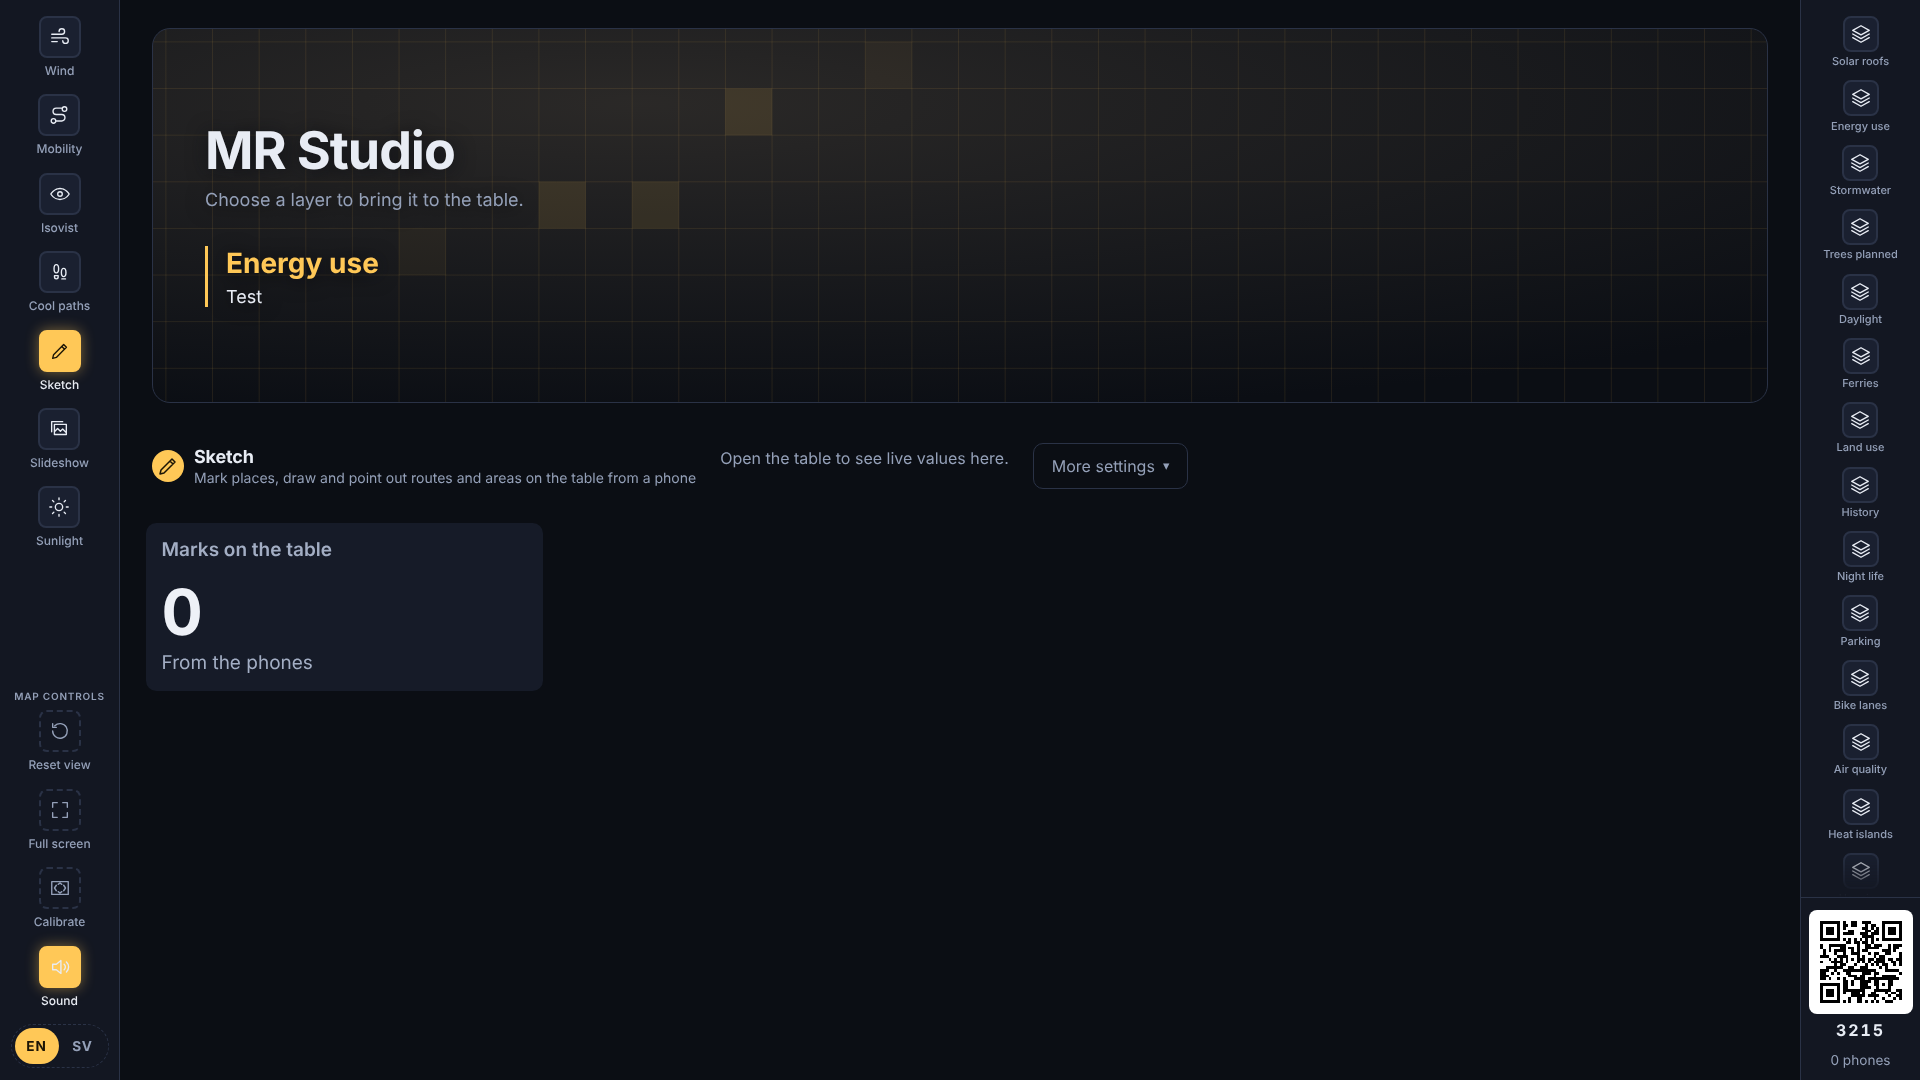 Wind
Mobility
Isovist
Cool paths
Sketch
Slideshow
Sunlight
MAP CONTROLS
Reset view
Full screen
Calibrate
Sound
EN SV
MR Studio
Choose a layer to bring it to the table.
Energy use
Test
Sketch
Mark places, draw and point out routes and areas on the table from a phone
Open the table to see live values here.
More settings ▾
Marks on the table
0
From the phones
Solar roofs
Energy use
Stormwater
Trees planned
Daylight
Ferries
Land use
History
Night life
Parking
Bike lanes
Air quality
Heat islands
3215
0 phones